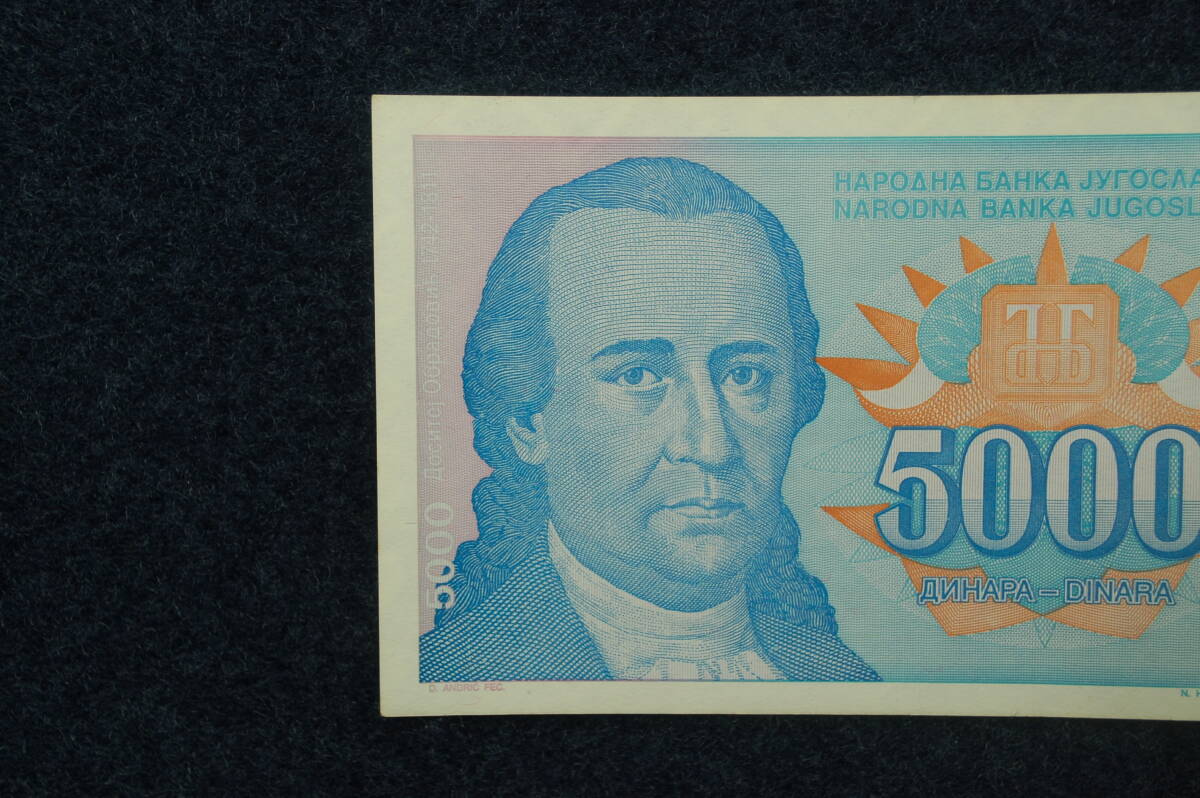 НАРОДНА БАНКА ЈУГОСЛА
NARODNA BANKA JUGOSL
5000 Доситеј Обрадовић 1742-1811
5000
ДИНАРА – DINARA
D. ANDRIĆ FEC.
N. H